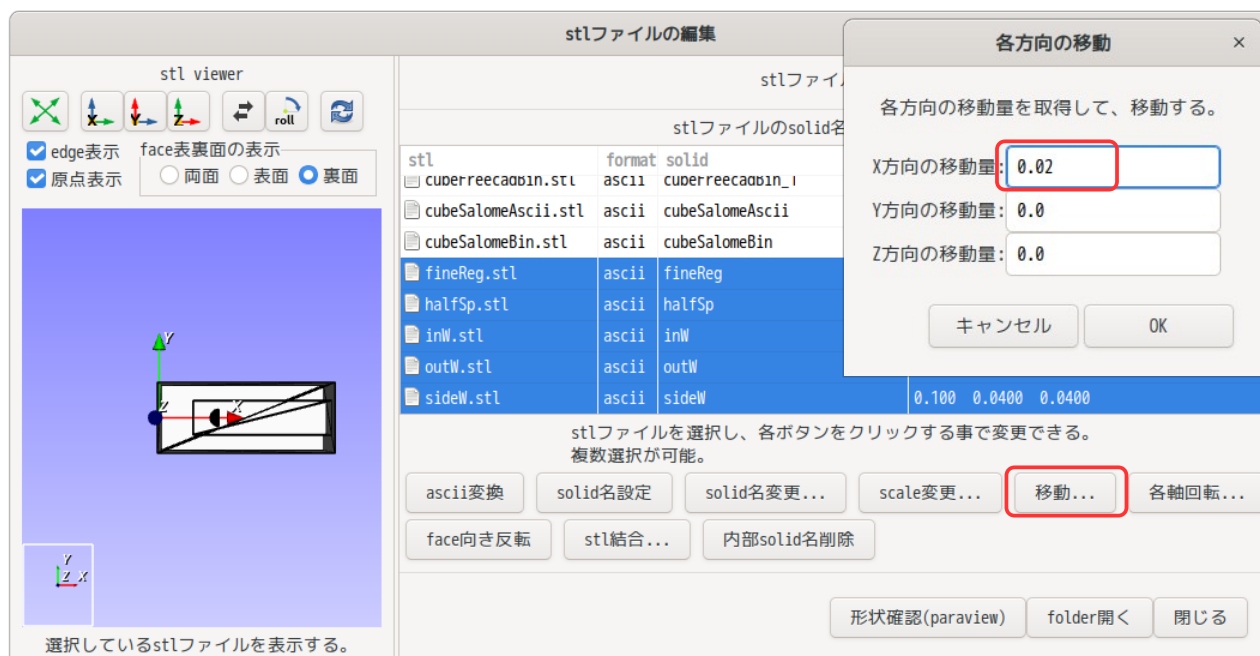 stlファイルの編集
stl viewer
roll
edge表示
原点表示
face表裏面の表示
両面 表面 裏面
Y
Z X
Y
Z X
選択しているstlファイルを表示する。
stlファイ
stlファイルのsolid名
stl format solid
cubeFreecadBin.stl ascii cubeFreecadBin_1
cubeSalomeAscii.stl ascii cubeSalomeAscii
cubeSalomeBin.stl ascii cubeSalomeBin
fineReg.stl ascii fineReg
halfSp.stl ascii halfSp
inW.stl ascii inW
outW.stl ascii outW
sideW.stl ascii sideW 0.100 0.0400 0.0400
stlファイルを選択し、各ボタンをクリックする事で変更できる。
複数選択が可能。
ascii変換 solid名設定 solid名変更... scale変更... 移動... 各軸回転...
face向き反転 stl結合... 内部solid名削除
形状確認(paraview) folder開く 閉じる
各方向の移動 ×
各方向の移動量を取得して、移動する。
X方向の移動量: 0.02
Y方向の移動量: 0.0
Z方向の移動量: 0.0
キャンセル OK